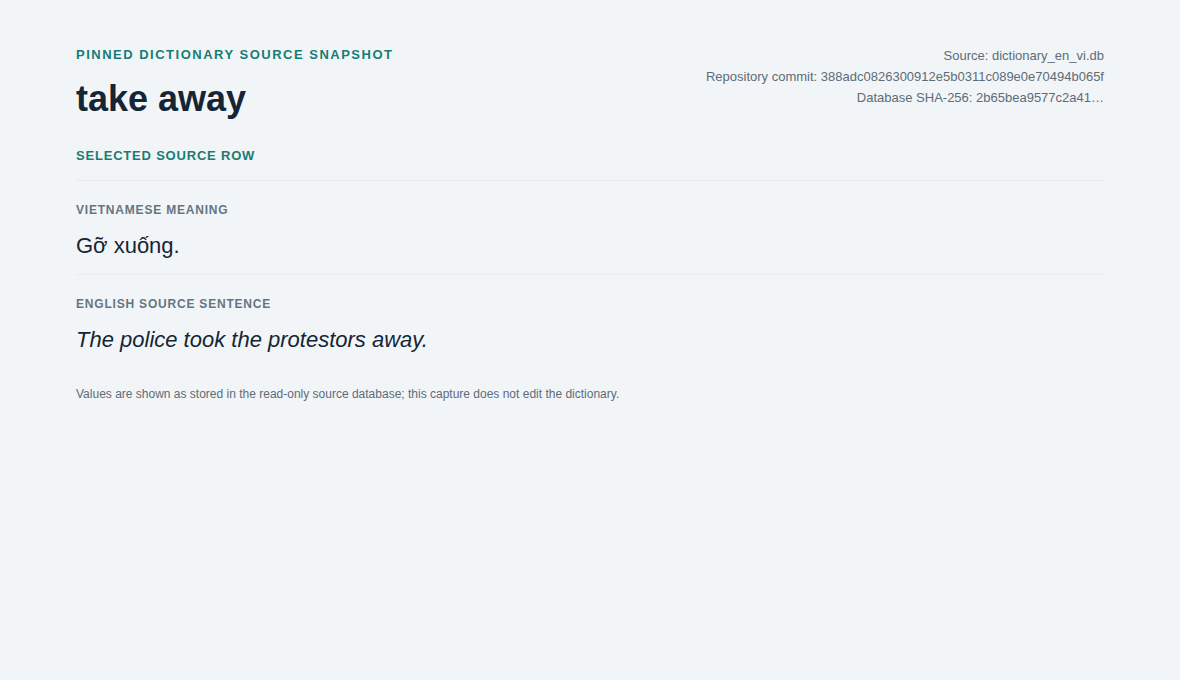 PINNED DICTIONARY SOURCE SNAPSHOT
take away
Source: dictionary_en_vi.db
Repository commit: 388adc0826300912e5b0311c089e0e70494b065f
Database SHA-256: 2b65bea9577c2a41…
SELECTED SOURCE ROW
VIETNAMESE MEANING
Gỡ xuống.
ENGLISH SOURCE SENTENCE
The police took the protestors away.
Values are shown as stored in the read-only source database; this capture does not edit the dictionary.